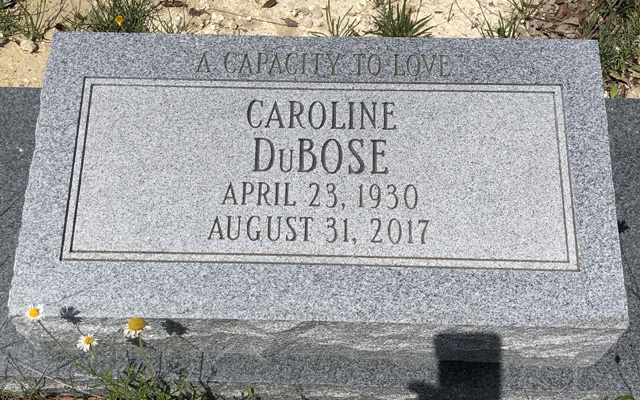 "A CAPACITY TO LOVE"
CAROLINE
DuBOSE
APRIL 23, 1930
AUGUST 31, 2017